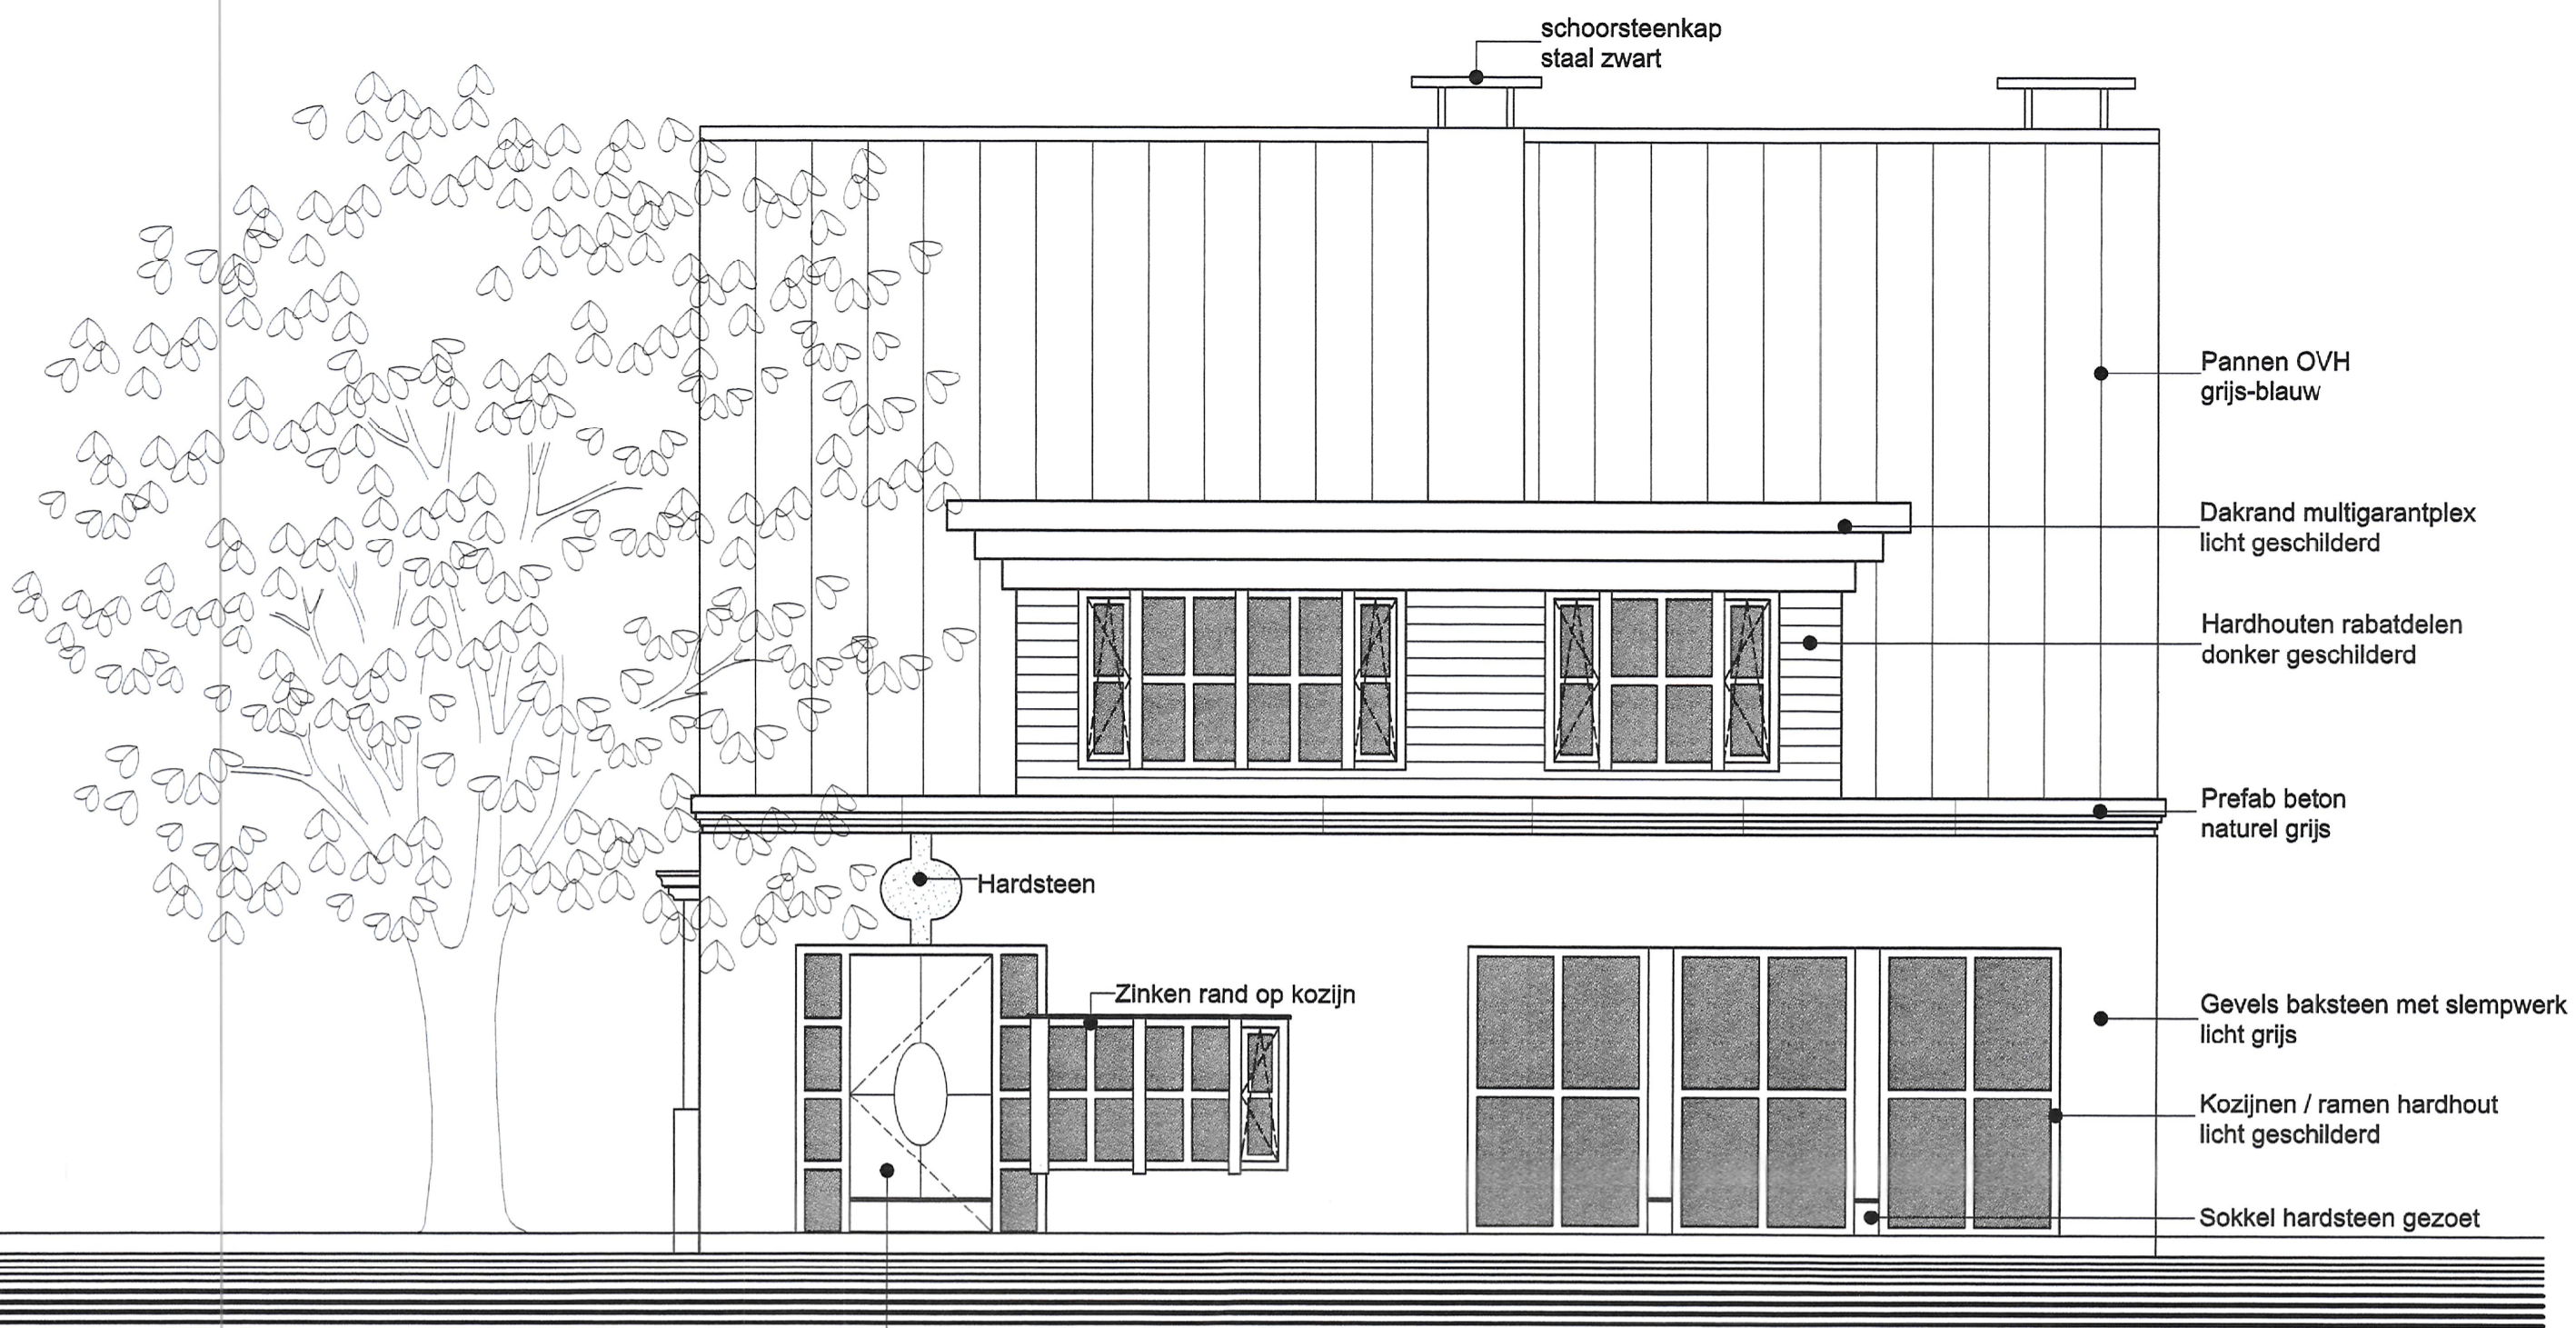 schoorsteenkap
staal zwart
Pannen OVH
grijs-blauw
Dakrand multigarantplex
licht geschilderd
Hardhouten rabatdelen
donker geschilderd
Prefab beton
naturel grijs
Hardsteen
Zinken rand op kozijn
Gevels baksteen met slempwerk
licht grijs
Kozijnen / ramen hardhout
licht geschilderd
Sokkel hardsteen gezoet